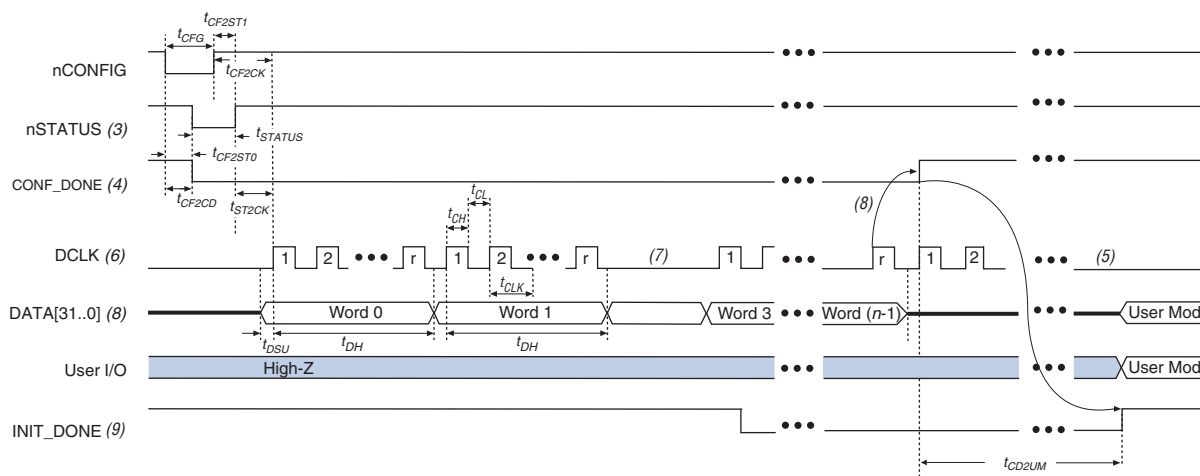 tCF2ST1
tCFG
nCONFIG
tCF2CK
nSTATUS (3)
tSTATUS
tCF2ST0
CONF_DONE (4)
tCF2CD
tST2CK
tCL
tCH
(8)
DCLK (6)
1 2 r 1 2 r (7) 1 r 1 2 (5)
tCLK
DATA[31..0] (8) Word 0 Word 1 Word 3 Word (n-1) User Mod
tDSU tDH tDH
User I/O High-Z User Mod
INIT_DONE (9)
tCD2UM